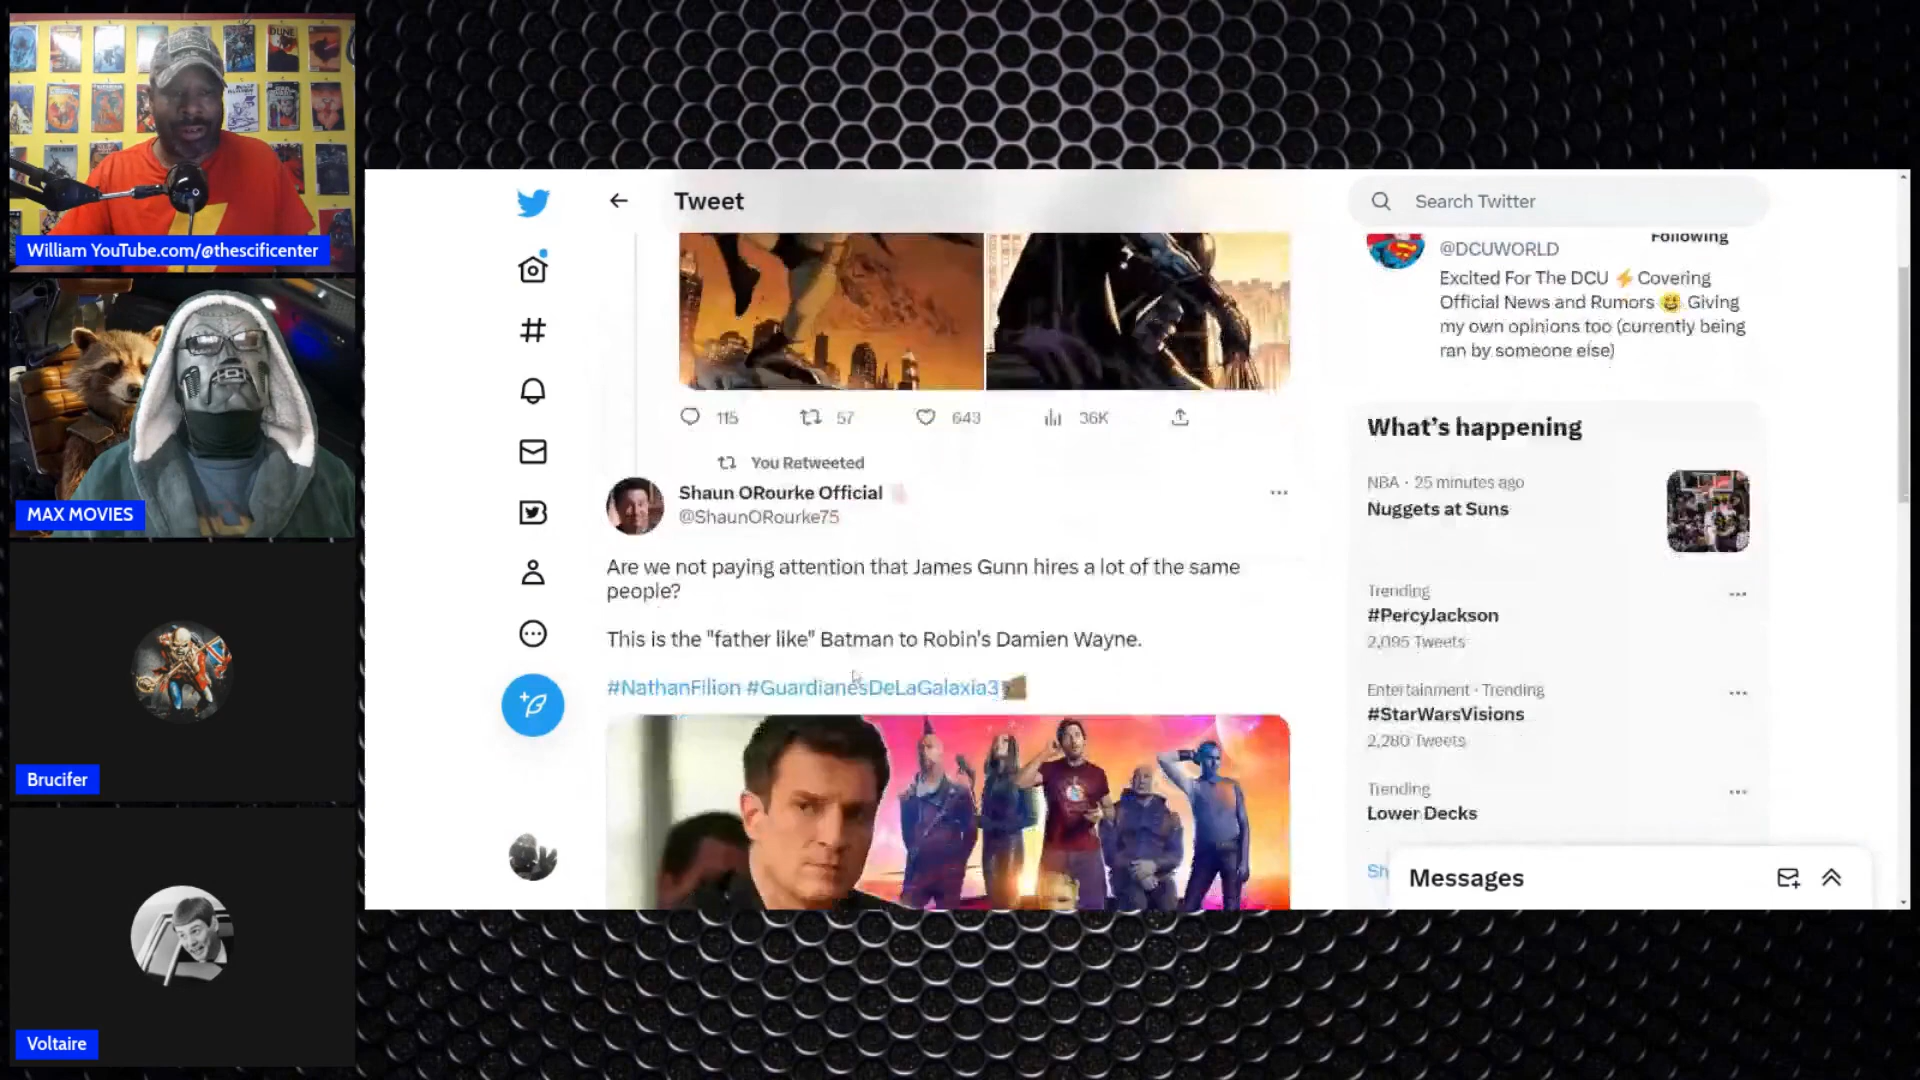 William YouTube.com/@thescificenter
MAX MOVIES
Brucifer
Voltaire
Tweet
115
57
643
36K
You Retweeted
Shaun ORourke Official
@ShaunORourke75
Are we not paying attention that James Gunn hires a lot of the same
people?
This is the "father like" Batman to Robin's Damien Wayne.
#NathanFilion #GuardianesDeLaGalaxia3
Search Twitter
Following
@DCUWORLD
Excited For The DCU ⚡ Covering
Official News and Rumors 😆 Giving
my own opinions too (currently being
ran by someone else)
What's happening
NBA · 25 minutes ago
Nuggets at Suns
Trending
#PercyJackson
2,095 Tweets
Entertainment · Trending
#StarWarsVisions
2,280 Tweets
Trending
Lower Decks
Sh
Messages